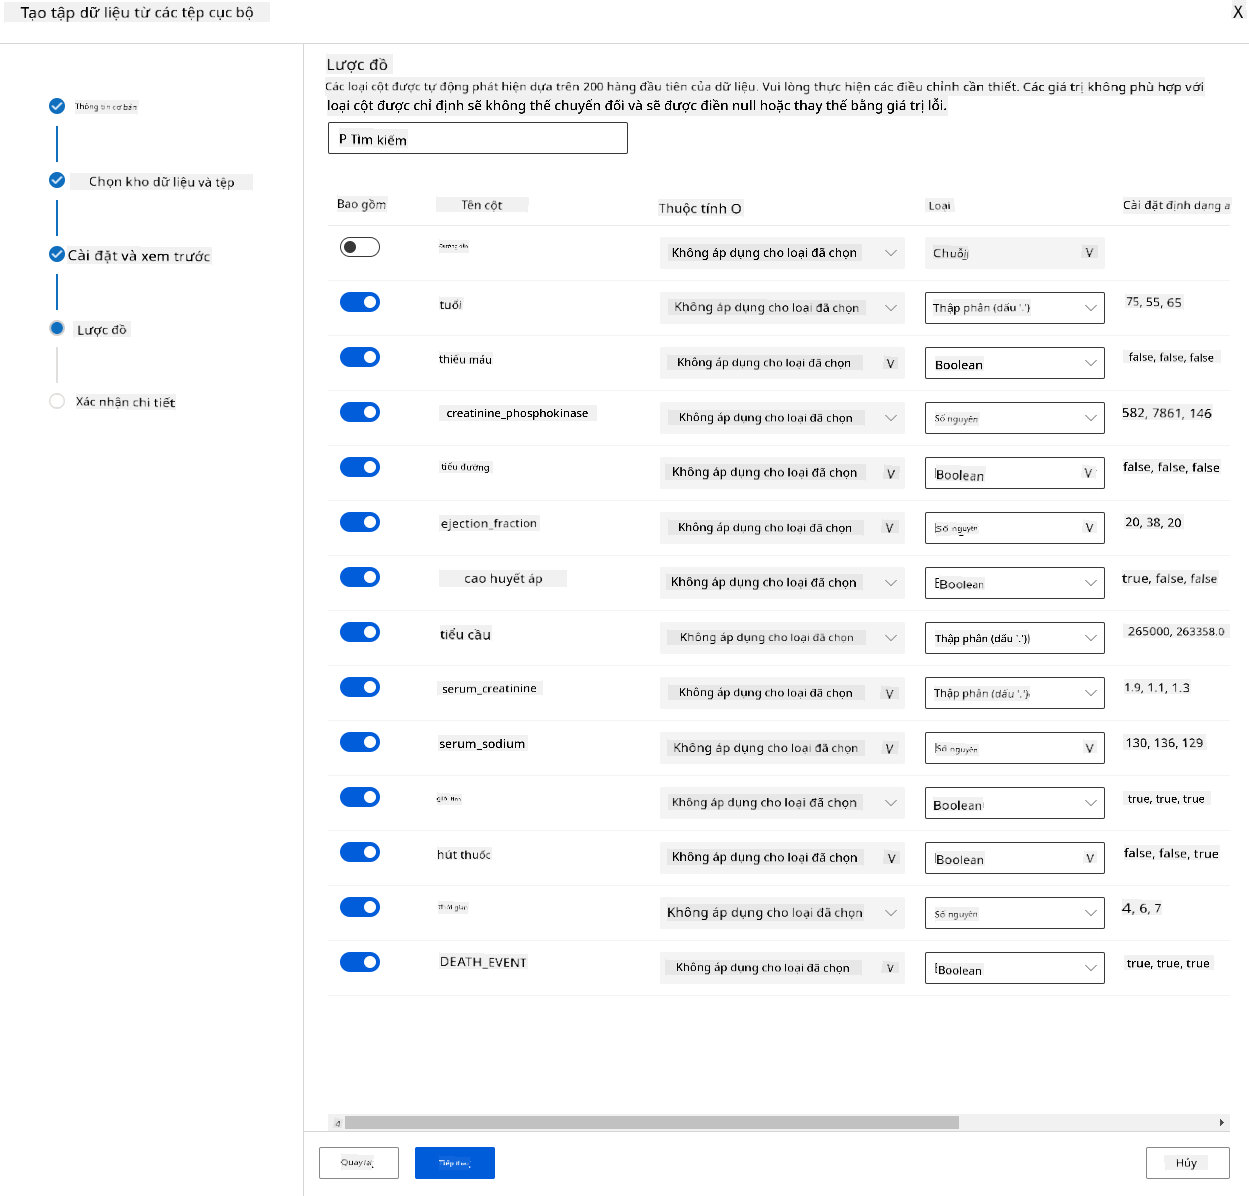 Tạo tập dữ liệu từ các tệp cục bộ
X
Thông tin cơ bản
Chọn kho dữ liệu và tệp
Cài đặt và xem trước
Lược đồ
Xác nhận chi tiết
Lược đồ
Các loại cột được tự động phát hiện dựa trên 200 hàng đầu tiên của dữ liệu. Vui lòng thực hiện các điều chỉnh cần thiết. Các giá trị không phù hợp với
loại cột được chỉ định sẽ không thể chuyển đổi và sẽ được điền null hoặc thay thế bằng giá trị lỗi.
P Tìm kiếm
Bao gồm Tên cột Thuộc tính O Loại Cài đặt định dạng a
Đường dẫn Không áp dụng cho loại đã chọn Chuỗi V
tuổi Không áp dụng cho loại đã chọn Thập phân (dấu '.') 75, 55, 65
thiếu máu Không áp dụng cho loại đã chọn V Boolean false, false, false
creatinine_phosphokinase Không áp dụng cho loại đã chọn Số nguyên 582, 7861, 146
tiểu đường Không áp dụng cho loại đã chọn V Boolean V false, false, false
ejection_fraction Không áp dụng cho loại đã chọn V Số nguyên V 20, 38, 20
cao huyết áp Không áp dụng cho loại đã chọn Boolean true, false, false
tiểu cầu Không áp dụng cho loại đã chọn Thập phân (dấu '.') 265000, 263358.0
serum_creatinine Không áp dụng cho loại đã chọn V Thập phân (dấu '.') 1.9, 1.1, 1.3
serum_sodium Không áp dụng cho loại đã chọn V Số nguyên V 130, 136, 129
giới tính Không áp dụng cho loại đã chọn Boolean true, true, true
hút thuốc Không áp dụng cho loại đã chọn V Boolean V false, false, true
thời gian Không áp dụng cho loại đã chọn Số nguyên 4, 6, 7
DEATH_EVENT Không áp dụng cho loại đã chọn V Boolean true, true, true
Quay lại Tiếp theo Hủy